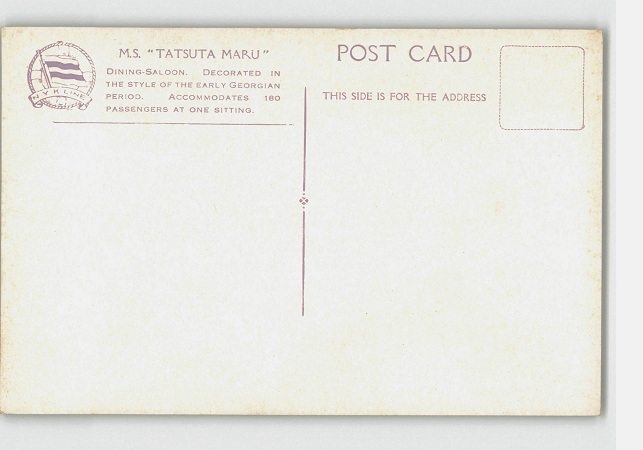 M.S. "TATSUTA MARU"
DINING-SALOON. DECORATED IN
THE STYLE OF THE EARLY GEORGIAN
PERIOD. ACCOMMODATES 160
PASSENGERS AT ONE SITTING.
N Y K LINE
POST CARD
THIS SIDE IS FOR THE ADDRESS